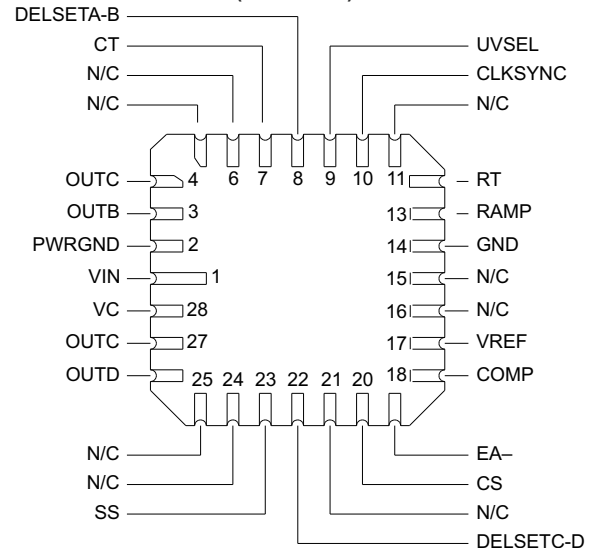 DELSETA-B
CT
UVSEL
N/C
CLKSYNC
N/C
N/C
4 6 7 8 9 10 11
OUTC
RT
OUTB
3
13
RAMP
PWRGND
2
14
GND
VIN
1
15
N/C
VC
28
16
N/C
OUTC
27
17
VREF
OUTD
25 24 23 22 21 20
18
COMP
N/C
EA–
N/C
CS
SS
N/C
DELSETC-D